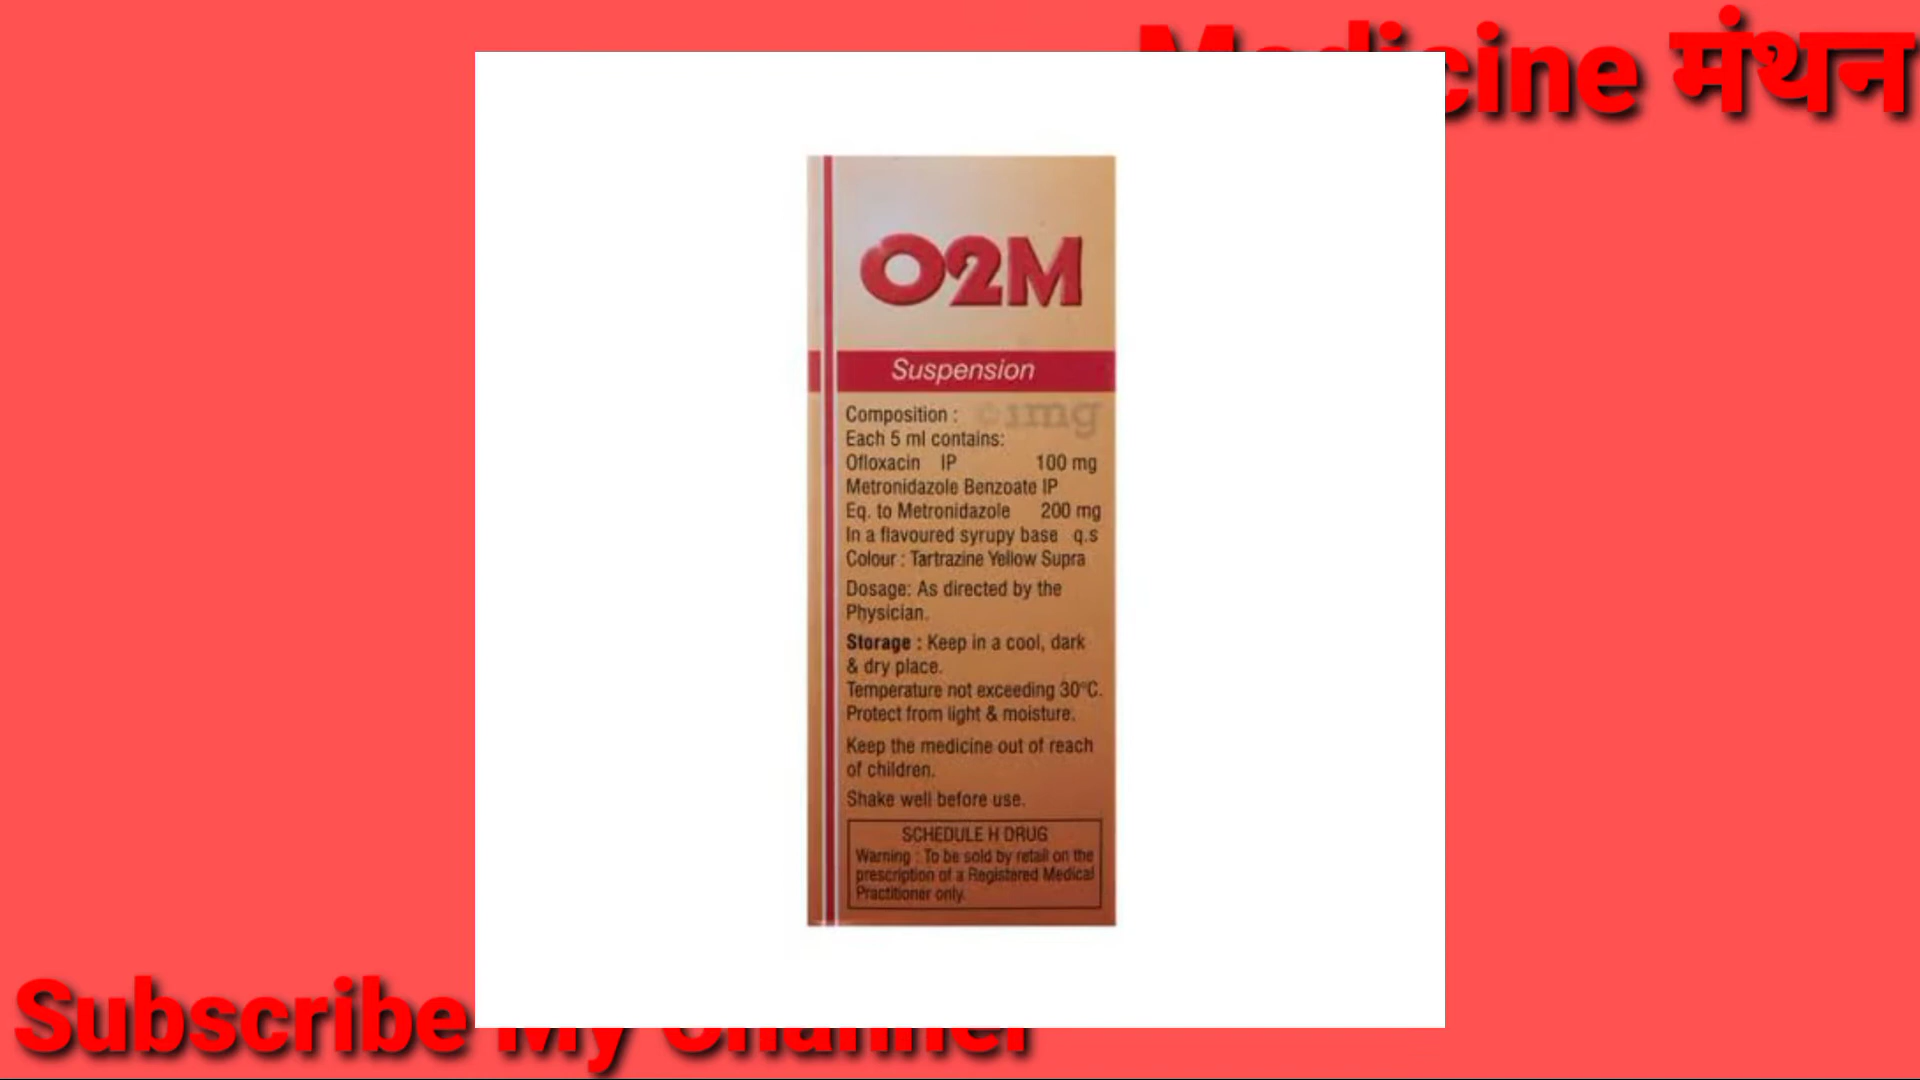 cine मंथन
O2M
Suspension
1mg
Composition :
Each 5 ml contains:
Ofloxacin IP 100 mg
Metronidazole Benzoate IP
Eq. to Metronidazole 200 mg
In a flavoured syrupy base q.s
Colour : Tartrazine Yellow Supra
Dosage: As directed by the
Physician.
Storage : Keep in a cool, dark
& dry place.
Temperature not exceeding 30°C.
Protect from light & moisture.
Keep the medicine out of reach
of children.
Shake well before use.
SCHEDULE H DRUG
Warning : To be sold by retail on the
prescription of a Registered Medical
Practitioner only.
Subscribe My Channel